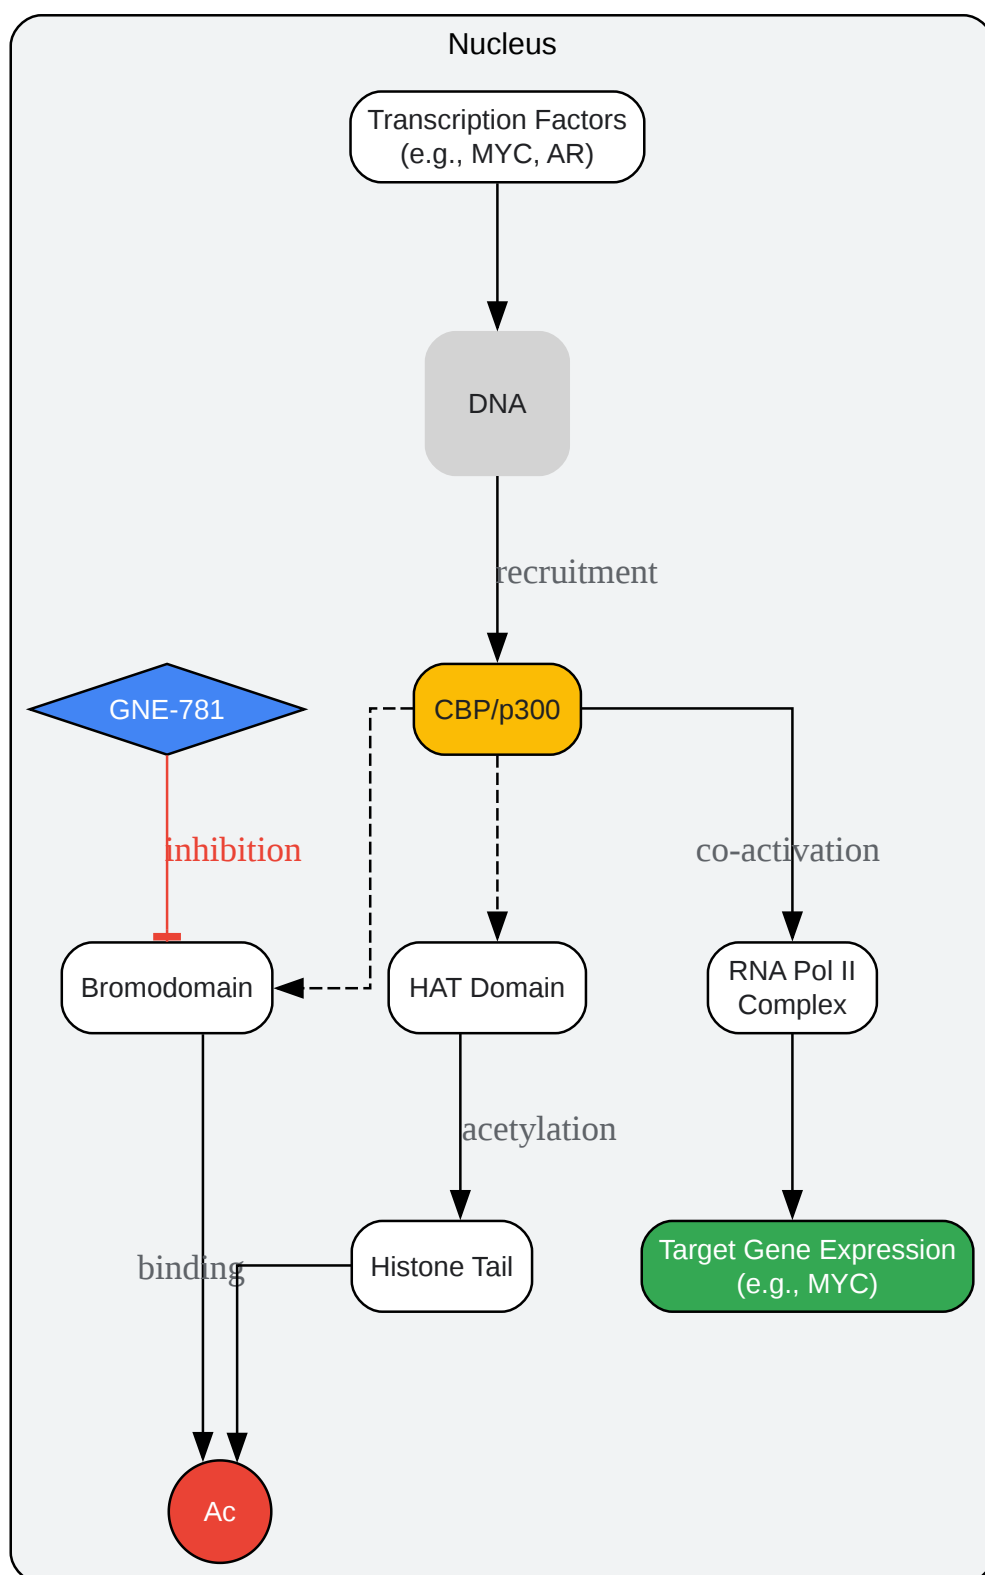 Nucleus
Transcription Factors
(e.g., MYC, AR)
DNA
recruitment
GNE-781
CBP/p300
inhibition
co-activation
Bromodomain
HAT Domain
RNA Pol II
Complex
acetylation
binding
Histone Tail
Target Gene Expression
(e.g., MYC)
Ac